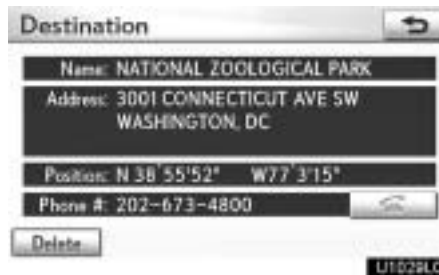 Destination
Name: NATIONAL ZOOLOGICAL PARK
Address: 3001 CONNECTICUT AVE SW
WASHINGTON, DC
Position: N 38°55'52" W77°3'15"
Phone #: 202-673-4800
Delete
U1029LC